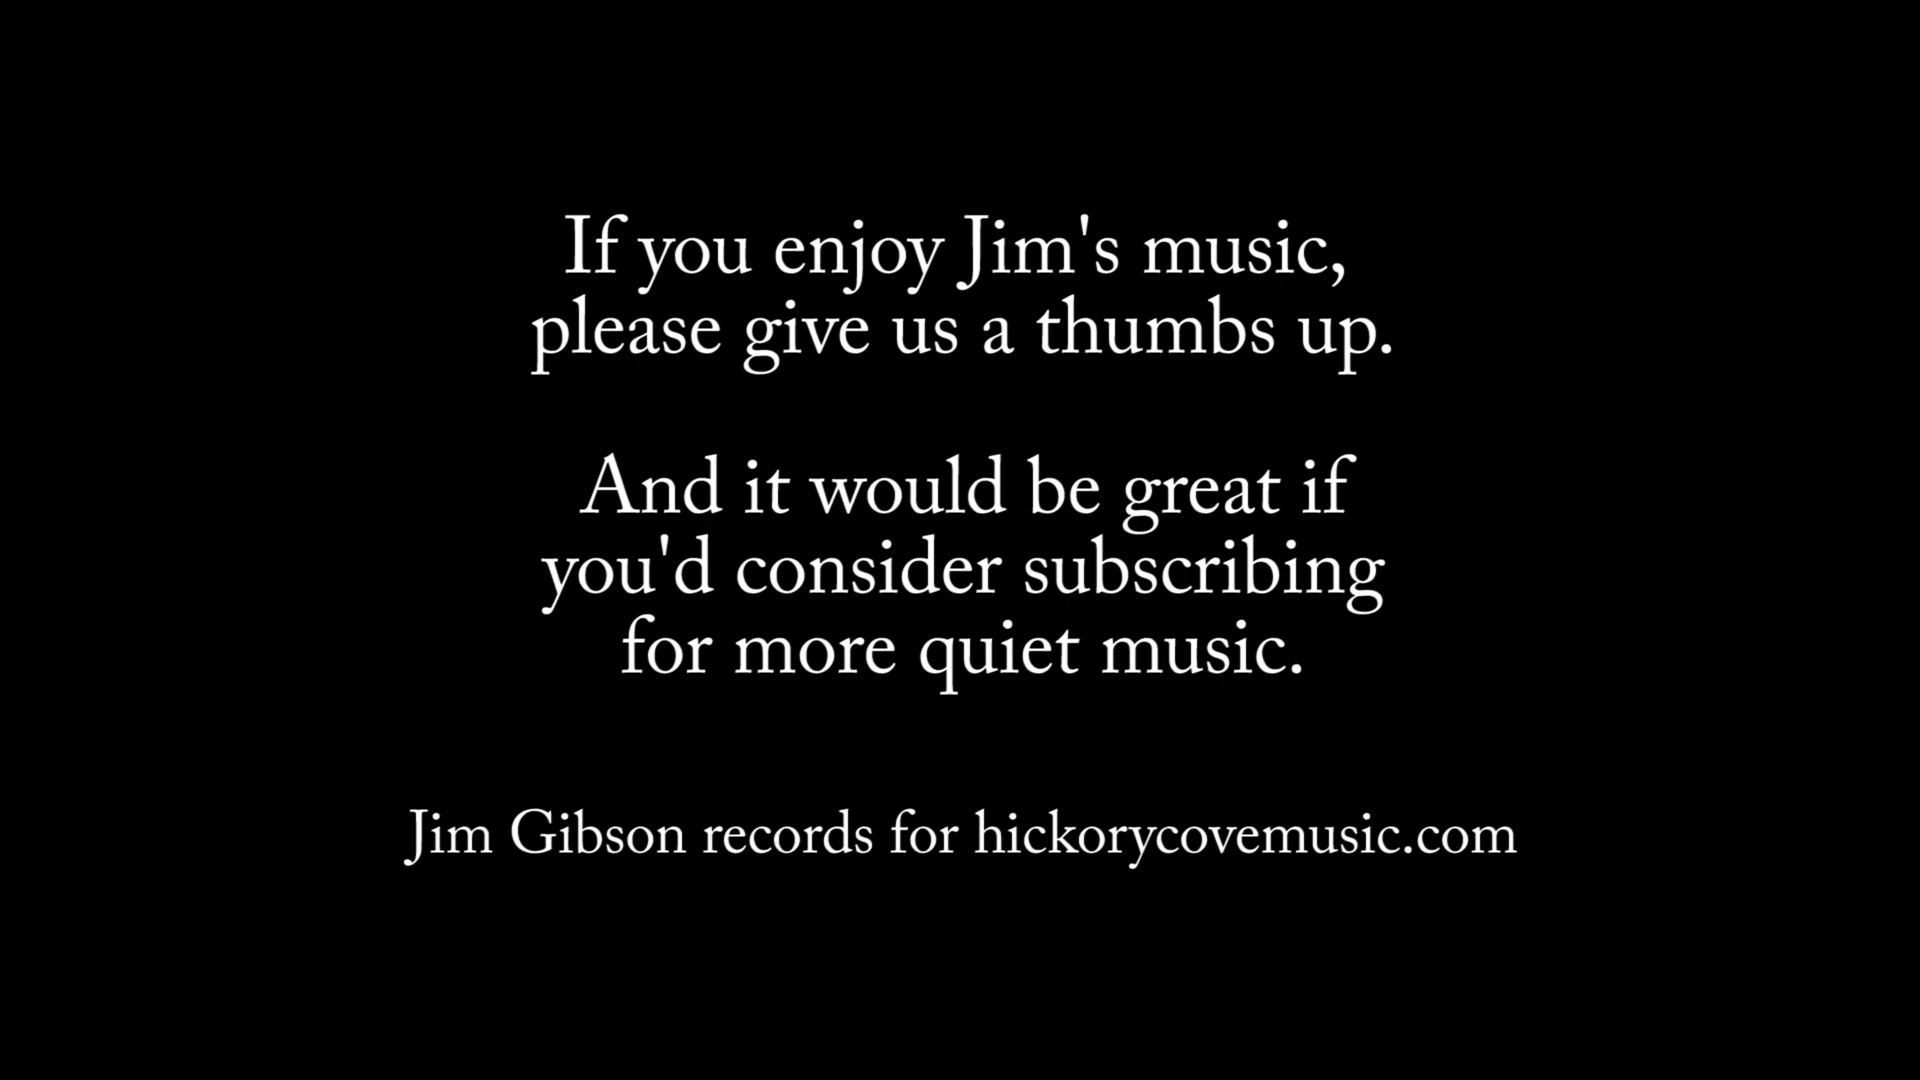 If you enjoy Jim's music,
please give us a thumbs up.
And it would be great if
you'd consider subscribing
for more quiet music.
Jim Gibson records for hickorycovemusic.com